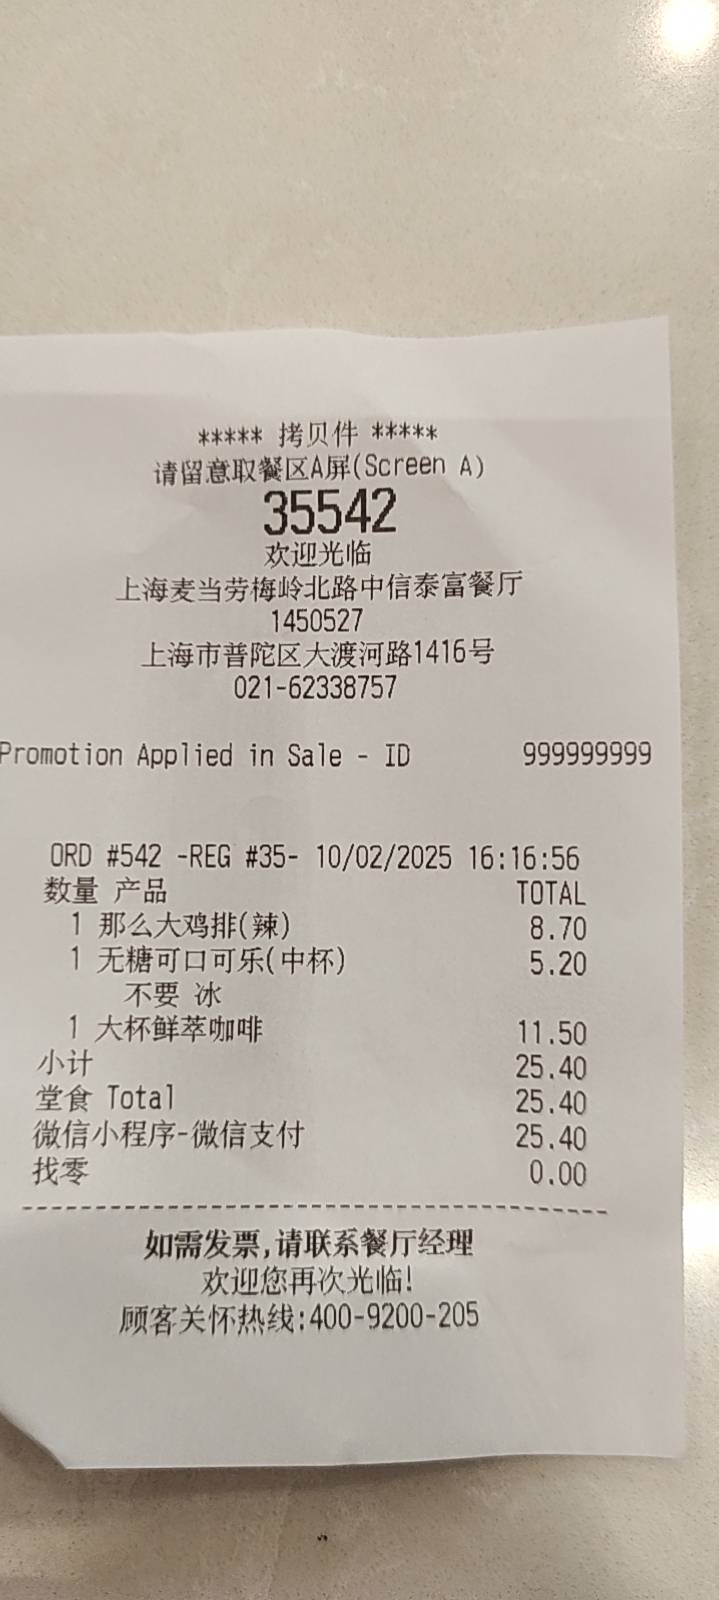 ***** 拷贝件 *****
请留意取餐区A屏(Screen A)
35542
欢迎光临
上海麦当劳梅岭北路中信泰富餐厅
1450527
上海市普陀区大渡河路1416号
021-62338757
Promotion Applied in Sale - ID 999999999
ORD #542 -REG #35- 10/02/2025 16:16:56
数量 产品 TOTAL
1 那么大鸡排(辣) 8.70
1 无糖可口可乐(中杯) 5.20
不要 冰
1 大杯鲜萃咖啡 11.50
小计 25.40
堂食 Total 25.40
微信小程序-微信支付 25.40
找零 0.00
--------------------------------
如需发票,请联系餐厅经理
欢迎您再次光临!
顾客关怀热线:400-9200-205